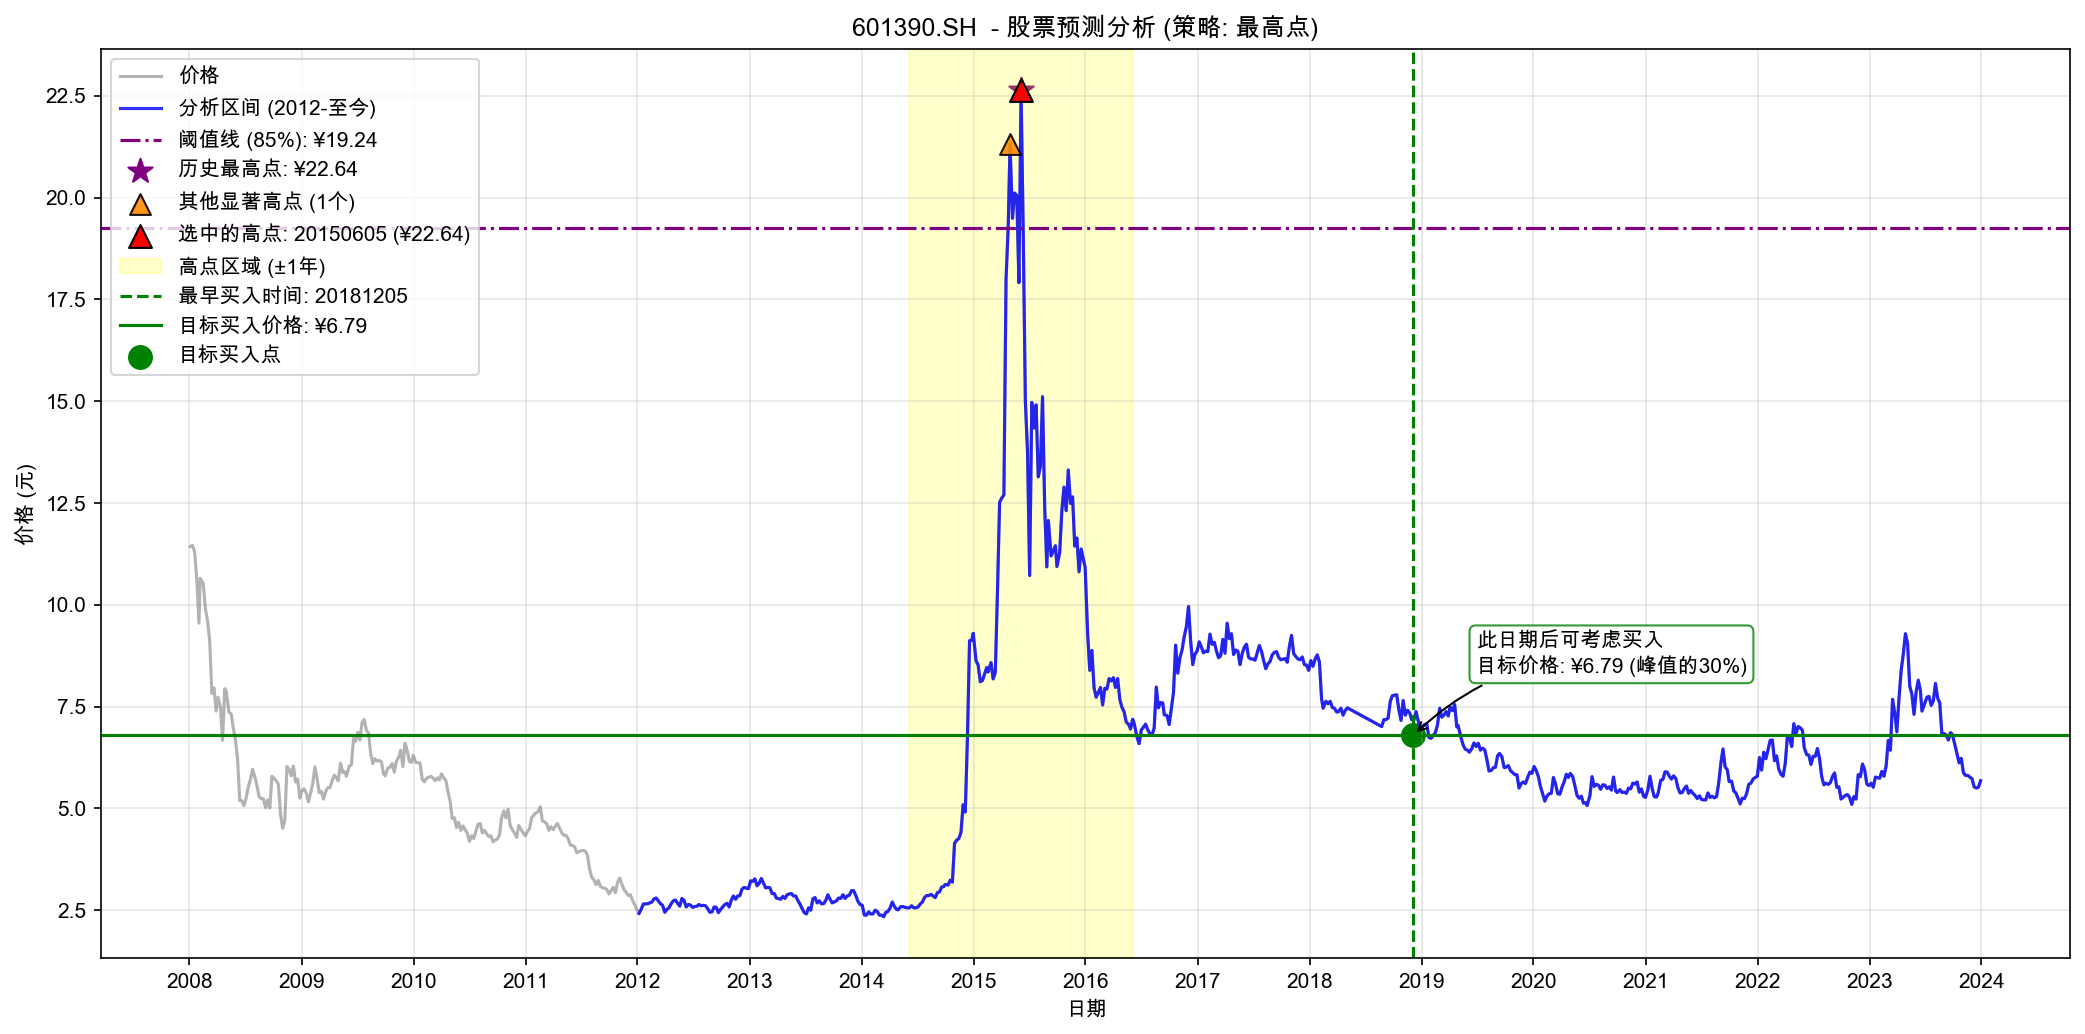 601390.SH - 股票预测分析 (策略: 最高点)
价格
分析区间 (2012-至今)
阈值线 (85%): ¥19.24
历史最高点: ¥22.64
其他显著高点 (1个)
选中的高点: 20150605 (¥22.64)
高点区域 (±1年)
最早买入时间: 20181205
目标买入价格: ¥6.79
目标买入点
22.5
20.0
17.5
15.0
12.5
10.0
7.5
5.0
2.5
价格 (元)
此日期后可考虑买入
目标价格: ¥6.79 (峰值的30%)
2008 2009 2010 2011 2012 2013 2014 2015 2016 2017 2018 2019 2020 2021 2022 2023 2024
日期